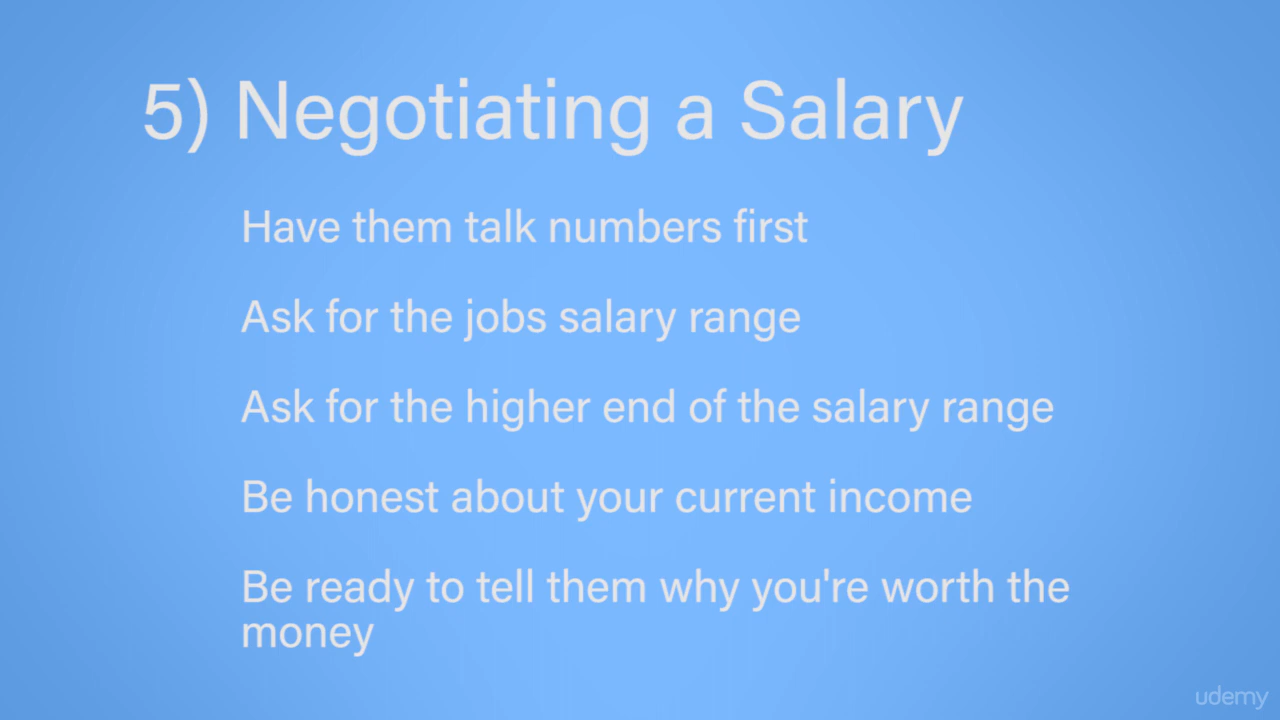 5) Negotiating a Salary
Have them talk numbers first
Ask for the jobs salary range
Ask for the higher end of the salary range
Be honest about your current income
Be ready to tell them why you're worth the
money
udemy